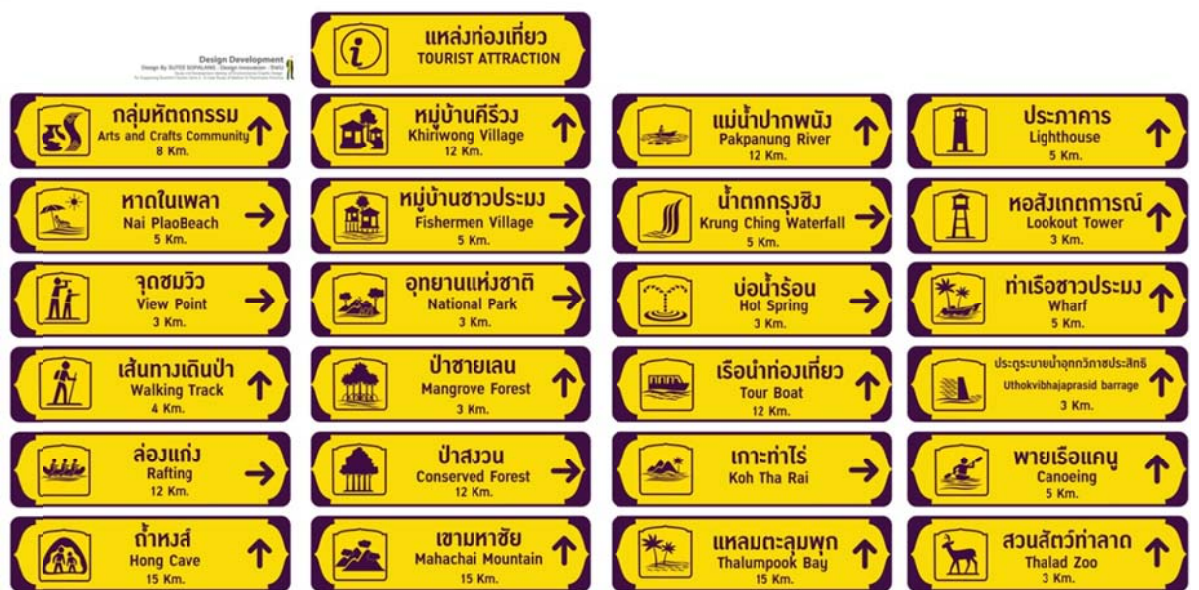 แหล่งท่องเที่ยว
TOURIST ATTRACTION
Design Development
กลุ่มหัตถกรรม
Arts and Crafts Community
8 Km.
หมู่บ้านคีรีวง
Khiriwong Village
12 Km.
แม่น้ำปากพนัง
Pakpanung River
12 Km.
ประภาคาร
Lighthouse
5 Km.
หาดในเพลา
Nai PlaoBeach
5 Km.
หมู่บ้านชาวประมง
Fishermen Village
5 Km.
น้ำตกกรุงชิง
Krung Ching Waterfall
5 Km.
หอสังเกตการณ์
Lookout Tower
3 Km.
จุดชมวิว
View Point
3 Km.
อุทยานแห่งชาติ
National Park
3 Km.
บ่อน้ำร้อน
Hot Spring
3 Km.
ท่าเรือชาวประมง
Wharf
5 Km.
เส้นทางเดินป่า
Walking Track
4 Km.
ป่าชายเลน
Mangrove Forest
3 Km.
เรือนำท่องเที่ยว
Tour Boat
12 Km.
ประตูระบายน้ำอุทกวิภาชประสิทธิ
Uthokvibhajaprasid barrage
3 Km.
ล่องแก่ง
Rafting
12 Km.
ป่าสงวน
Conserved Forest
12 Km.
เกาะท่าไร่
Koh Tha Rai
พายเรือแคนู
Canoeing
5 Km.
ถ้ำหงส์
Hong Cave
15 Km.
เขามหาชัย
Mahachai Mountain
15 Km.
แหลมตะลุมพุก
Thalumpook Bay
15 Km.
สวนสัตว์ท่าลาด
Thalad Zoo
3 Km.